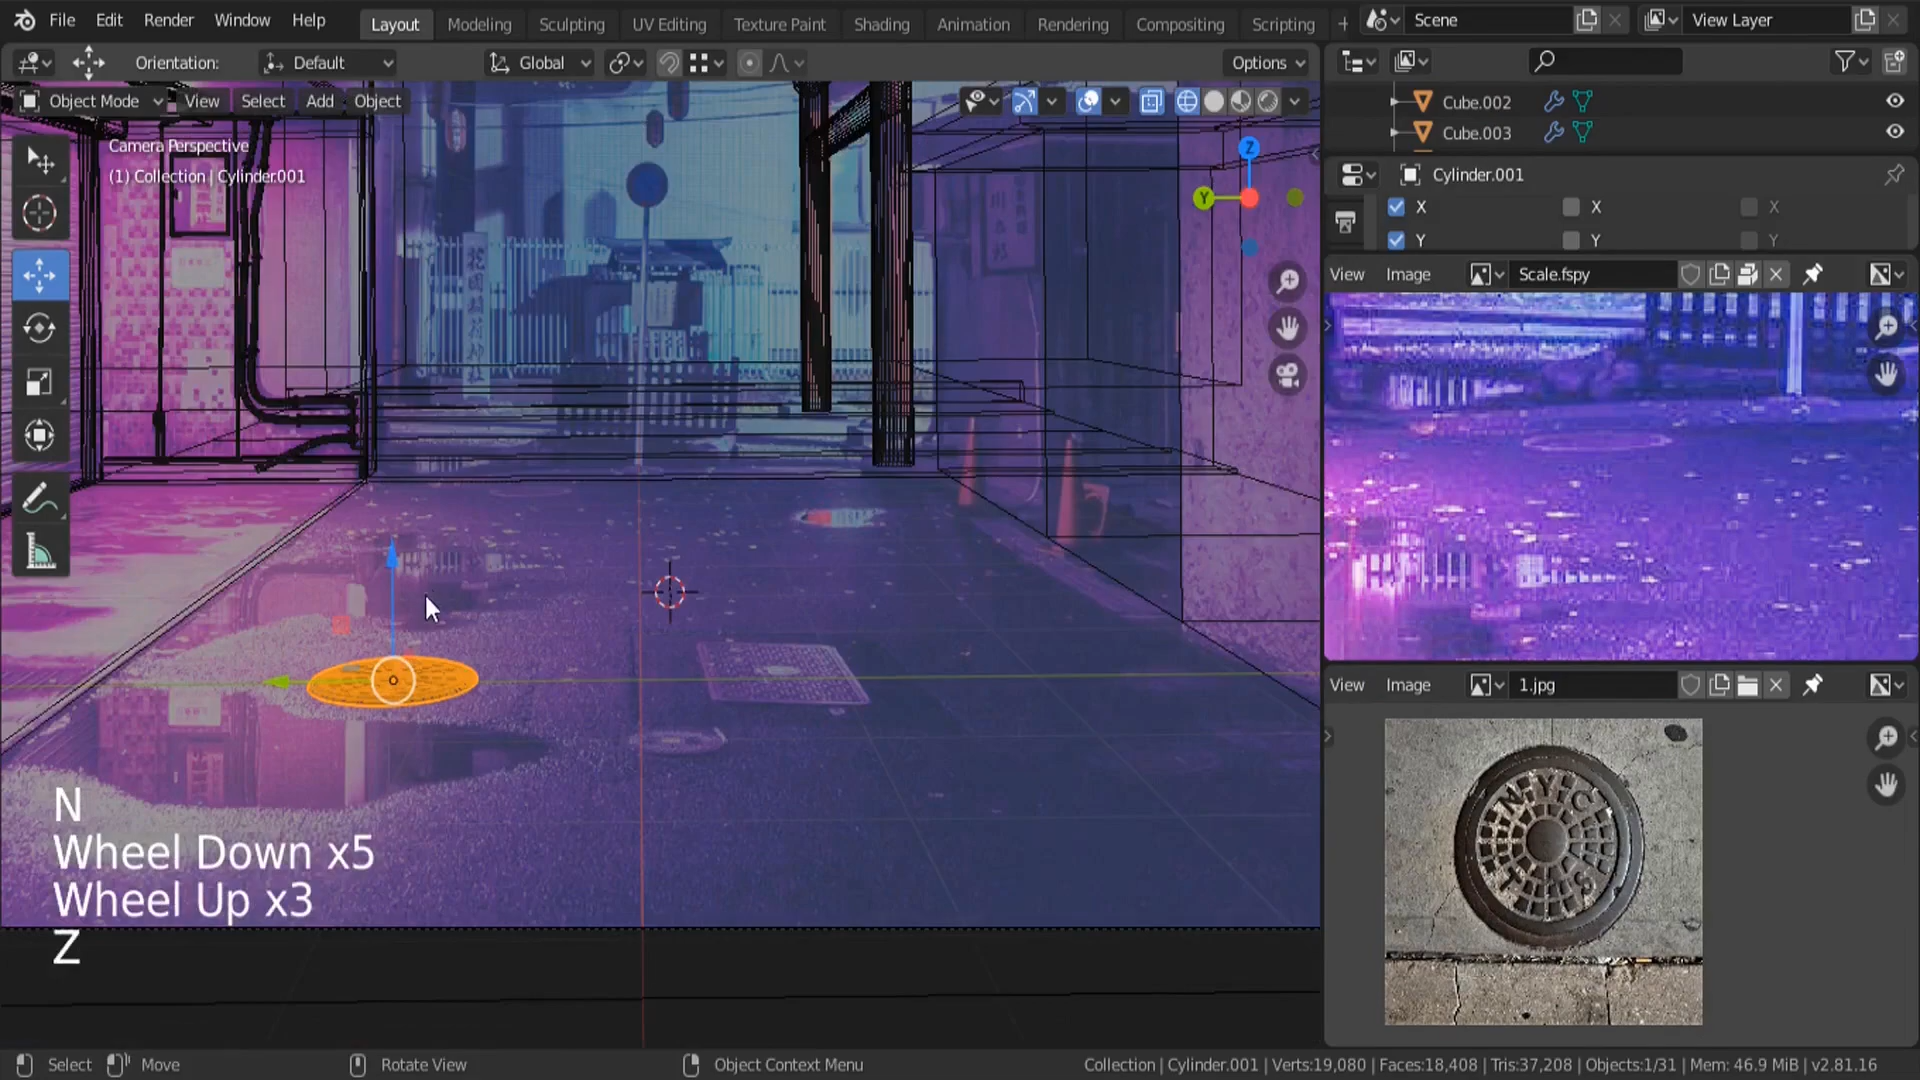 File Edit Render Window Help
Layout Modeling Sculpting UV Editing Texture Paint Shading Animation Rendering Compositing Scripting +
Scene
View Layer
Orientation: Default
Global
Options
Object Mode View Select Add Object
Cube.002
Cube.003
Camera Perspective
(1) Collection | Cylinder.001
Z
Y
Cylinder.001
X X X
Y Y Y
View Image Scale.fspy
View Image 1.jpg
N
Wheel Down x5
Wheel Up x3
Z
NYC
Select Move Rotate View Object Context Menu
Collection | Cylinder.001 | Verts:19,080 | Faces:18,408 | Tris:37,208 | Objects:1/31 | Mem: 46.9 MiB | v2.81.16